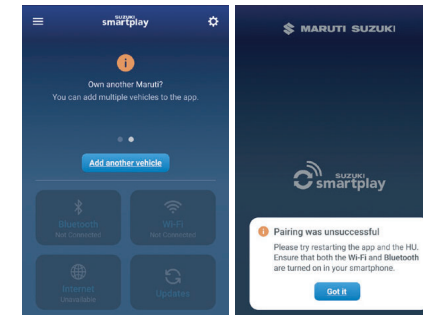 SUZUKI
smartplay
Own another Maruti?
You can add multiple vehicles to the app.
Add another vehicle
Bluetooth
Not Connected
Wi-Fi
Not Connected
Internet
Unavailable
Updates
MARUTI SUZUKI
SUZUKI
smartplay
Pairing was unsuccessful
Please try restarting the app and the HU.
Ensure that both the Wi-Fi and Bluetooth
are turned on in your smartphone.
Got it